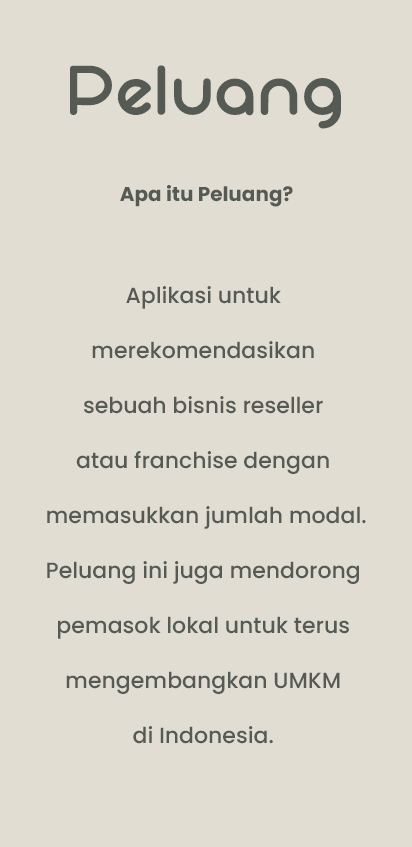 Peluang
Apa itu Peluang?
Aplikasi untuk
merekomendasikan
sebuah bisnis reseller
atau franchise dengan
memasukkan jumlah modal.
Peluang ini juga mendorong
pemasok lokal untuk terus
mengembangkan UMKM
di Indonesia.